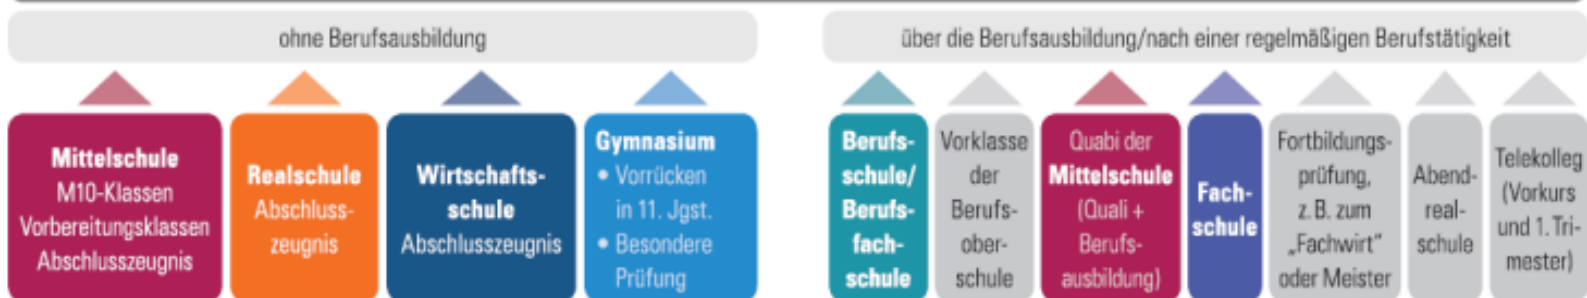 ohne Berufsausbildung
über die Berufsausbildung/nach einer regelmäßigen Berufstätigkeit
Mittelschule
M10-Klassen
Vorbereitungsklassen
Abschlusszeugnis
Realschule
Abschluss-
zeugnis
Wirtschafts-
schule
Abschlusszeugnis
Gymnasium
• Vorrücken
in 11. Jgst.
• Besondere
Prüfung
Berufs-
schule/
Berufs-
fach-
schule
Vorklasse
der
Berufs-
ober-
schule
Quabi der
Mittelschule
(Quali +
Berufs-
ausbildung)
Fach-
schule
Fortbildungs-
prüfung,
z. B. zum
„Fachwirt“
oder Meister
Abend-
real-
schule
Telekolleg
(Vorkurs
und 1. Tri-
mester)